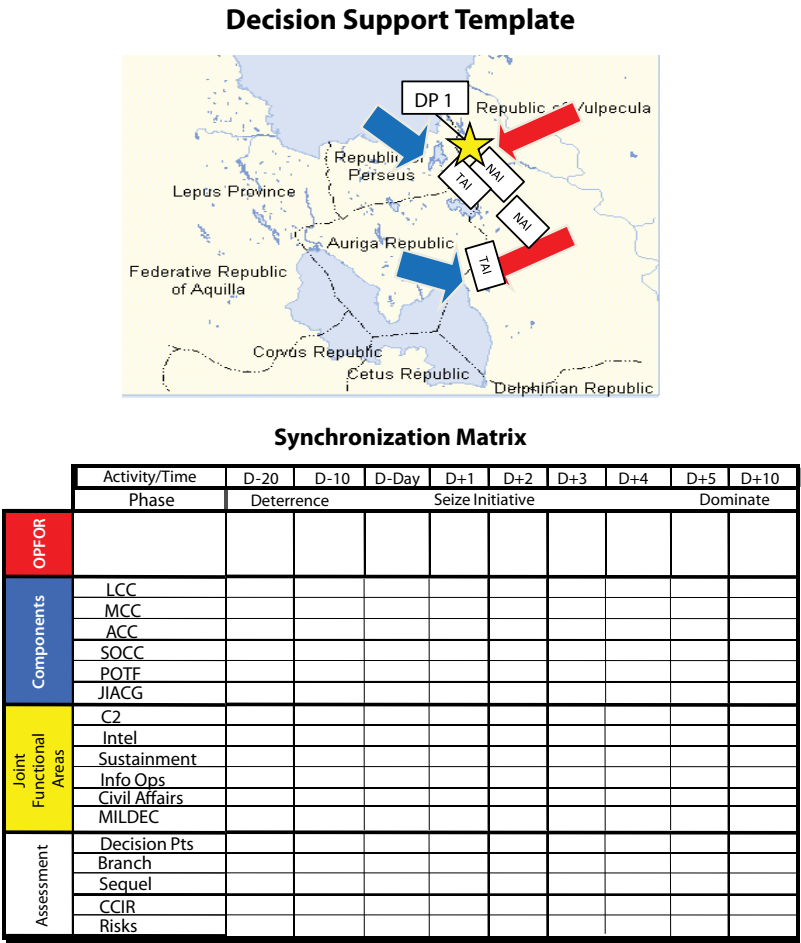 Decision Support Template
DP 1
Republic of Vulpecula
Republic of
Perseus
TAI
NAI
Lepus Province
NAI
Auriga Republic
TAI
Federative Republic
of Aquilla
Corvus Republic
Cetus Republic
Delphinian Republic
Synchronization Matrix
Activity/Time D-20 D-10 D-Day D+1 D+2 D+3 D+4 D+5 D+10
Phase Deterrence Seize Initiative Dominate
OPFOR
Components
LCC
MCC
ACC
SOCC
POTF
JIACG
Joint
Functional
Areas
C2
Intel
Sustainment
Info Ops
Civil Affairs
MILDEC
Assessment
Decision Pts
Branch
Sequel
CCIR
Risks